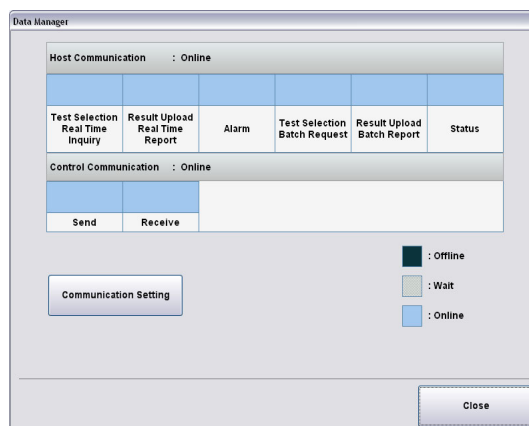 Data Manager
Host Communication : Online
Test Selection Real Time Inquiry
Result Upload Real Time Report
Alarm
Test Selection Batch Request
Result Upload Batch Report
Status
Control Communication : Online
Send
Receive
: Offline
: Wait
: Online
Communication Setting
Close